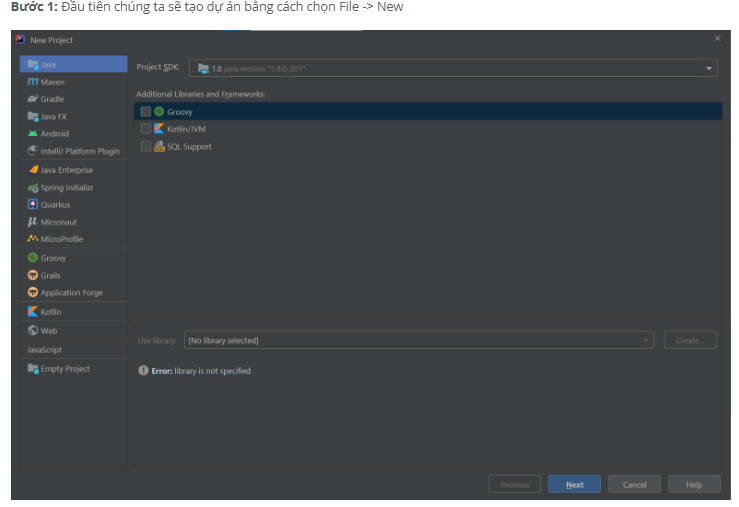 Bước 1: Đầu tiên chúng ta sẽ tạo dự án bằng cách chọn File -> New
New Project
Java
Maven
Gradle
Java FX
Android
IntelliJ Platform Plugin
Java Enterprise
Spring Initializr
Quarkus
Micronaut
MicroProfile
Groovy
Grails
Application Forge
Kotlin
Web
JavaScript
Empty Project
Project SDK: 1.8 java version "1.8.0_201"
Additional Libraries and Frameworks:
Groovy
Kotlin/JVM
SQL Support
Use library: [No library selected] Create...
Error: library is not specified
Previous Next Cancel Help